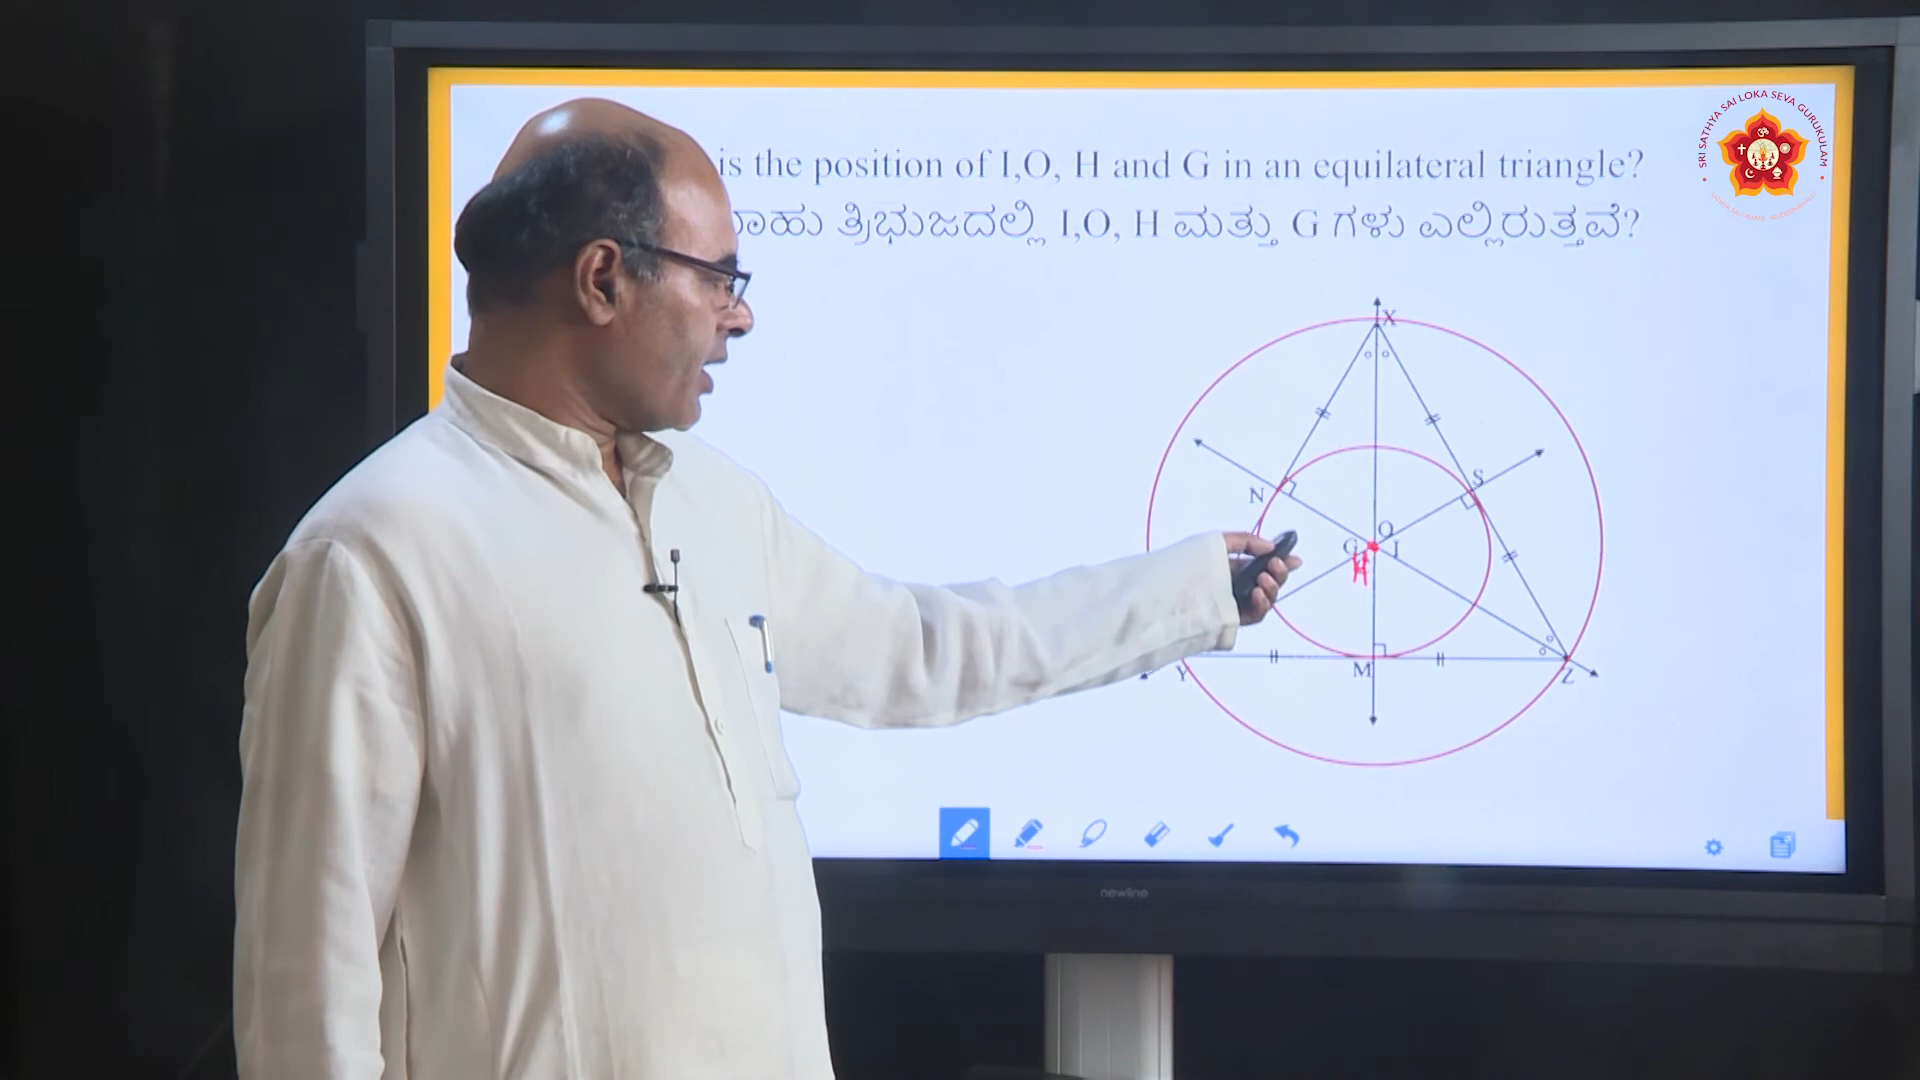 is the position of I,O, H and G in an equilateral triangle?
ತ್ರಿಭುಜದಲ್ಲಿ I,O, H ಮತ್ತು G ಗಳು ಎಲ್ಲಿರುತ್ತವೆ?
SRI SATHYA SAI LOKA SEVA GURUKULAM
X
N
S
O
G
I
H
Y
M
Z
newline